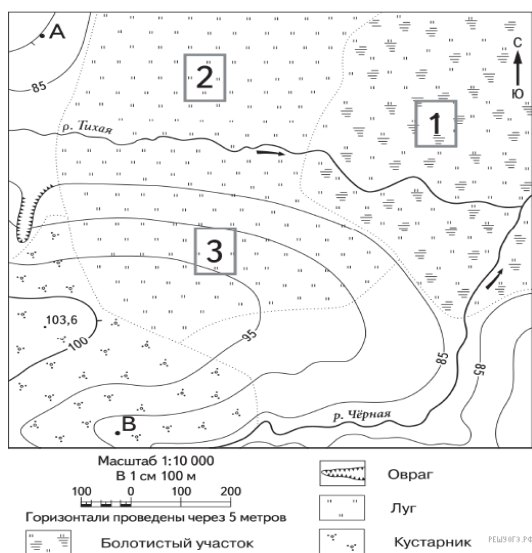 А
85
2
С
Ю
1
р. Тихая
3
103,6
100
95
85
85
В
р. Чёрная
Масштаб 1:10 000
В 1 см 100 м
100 0 100 200
Горизонтали проведены через 5 метров
Болотистый участок
Овраг
Луг
Кустарник
РЕШУОГЭ.РФ